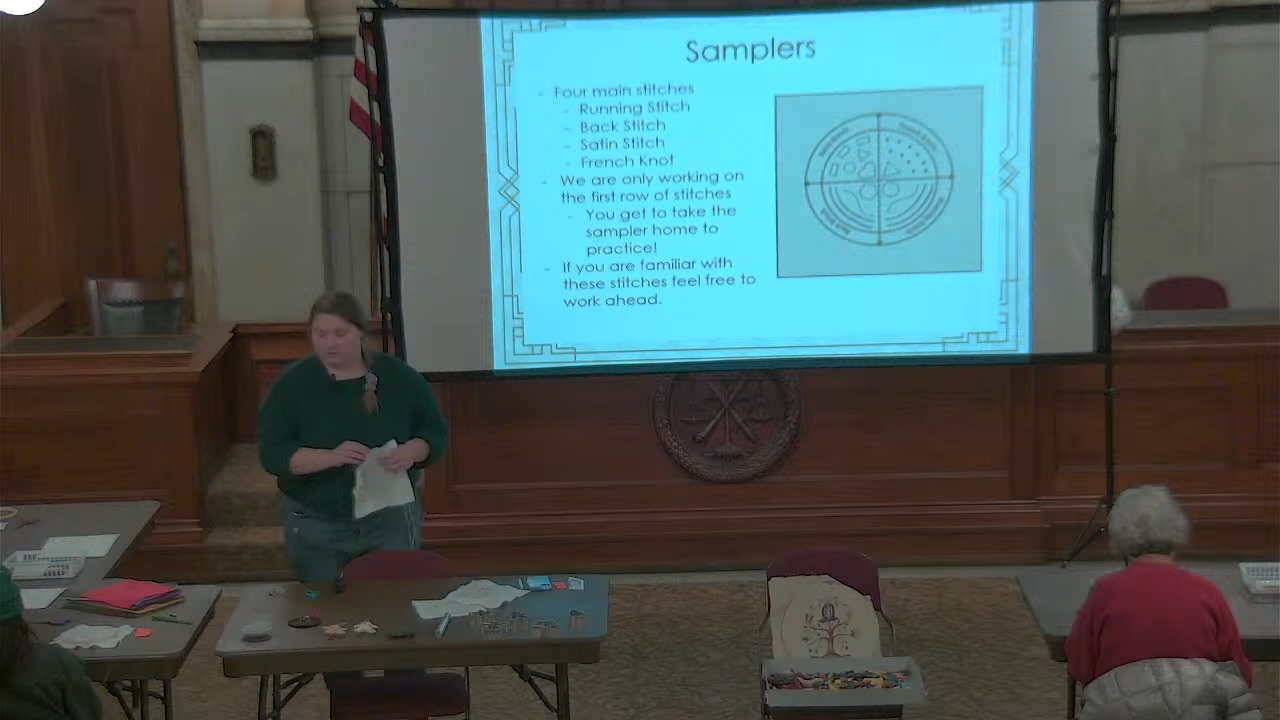 Samplers
- Four main stitches
- Running Stitch
- Back Stitch
- Satin Stitch
- French Knot
- We are only working on
the first row of stitches
- You get to take the
sampler home to
practice!
- If you are familiar with
these stitches feel free to
work ahead.